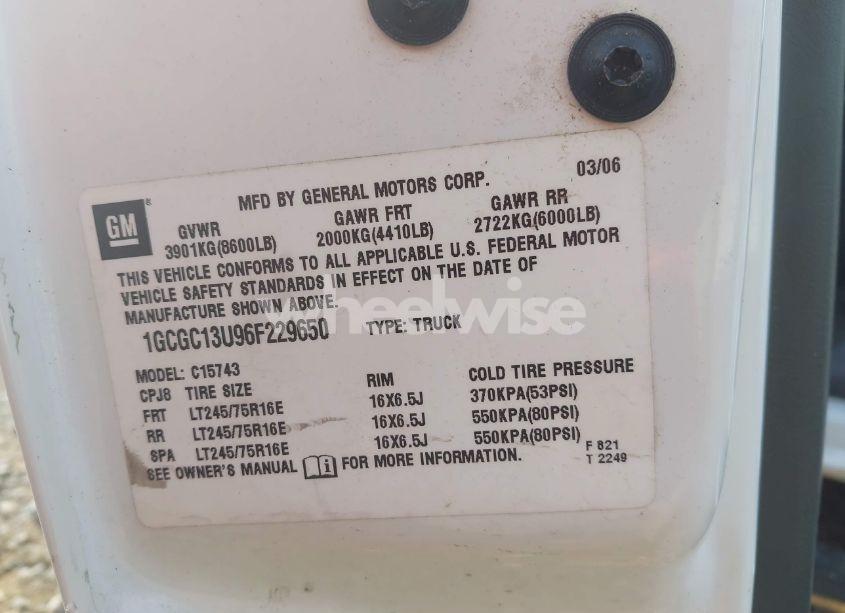 MFD BY GENERAL MOTORS CORP. 03/06
GM ®
GVWR GAWR FRT GAWR RR
3901KG(8600LB) 2000KG(4410LB) 2722KG(6000LB)
THIS VEHICLE CONFORMS TO ALL APPLICABLE U.S. FEDERAL MOTOR
VEHICLE SAFETY STANDARDS IN EFFECT ON THE DATE OF
MANUFACTURE SHOWN ABOVE.
wheelwise
1GCGC13U96F229650 TYPE: TRUCK
MODEL: C15743
CPJ8 TIRE SIZE RIM COLD TIRE PRESSURE
FRT LT245/75R16E 16X6.5J 370KPA(53PSI)
RR LT245/75R16E 16X6.5J 550KPA(80PSI)
SPA LT245/75R16E 16X6.5J 550KPA(80PSI)
SEE OWNER'S MANUAL i FOR MORE INFORMATION.
F 821
T 2249